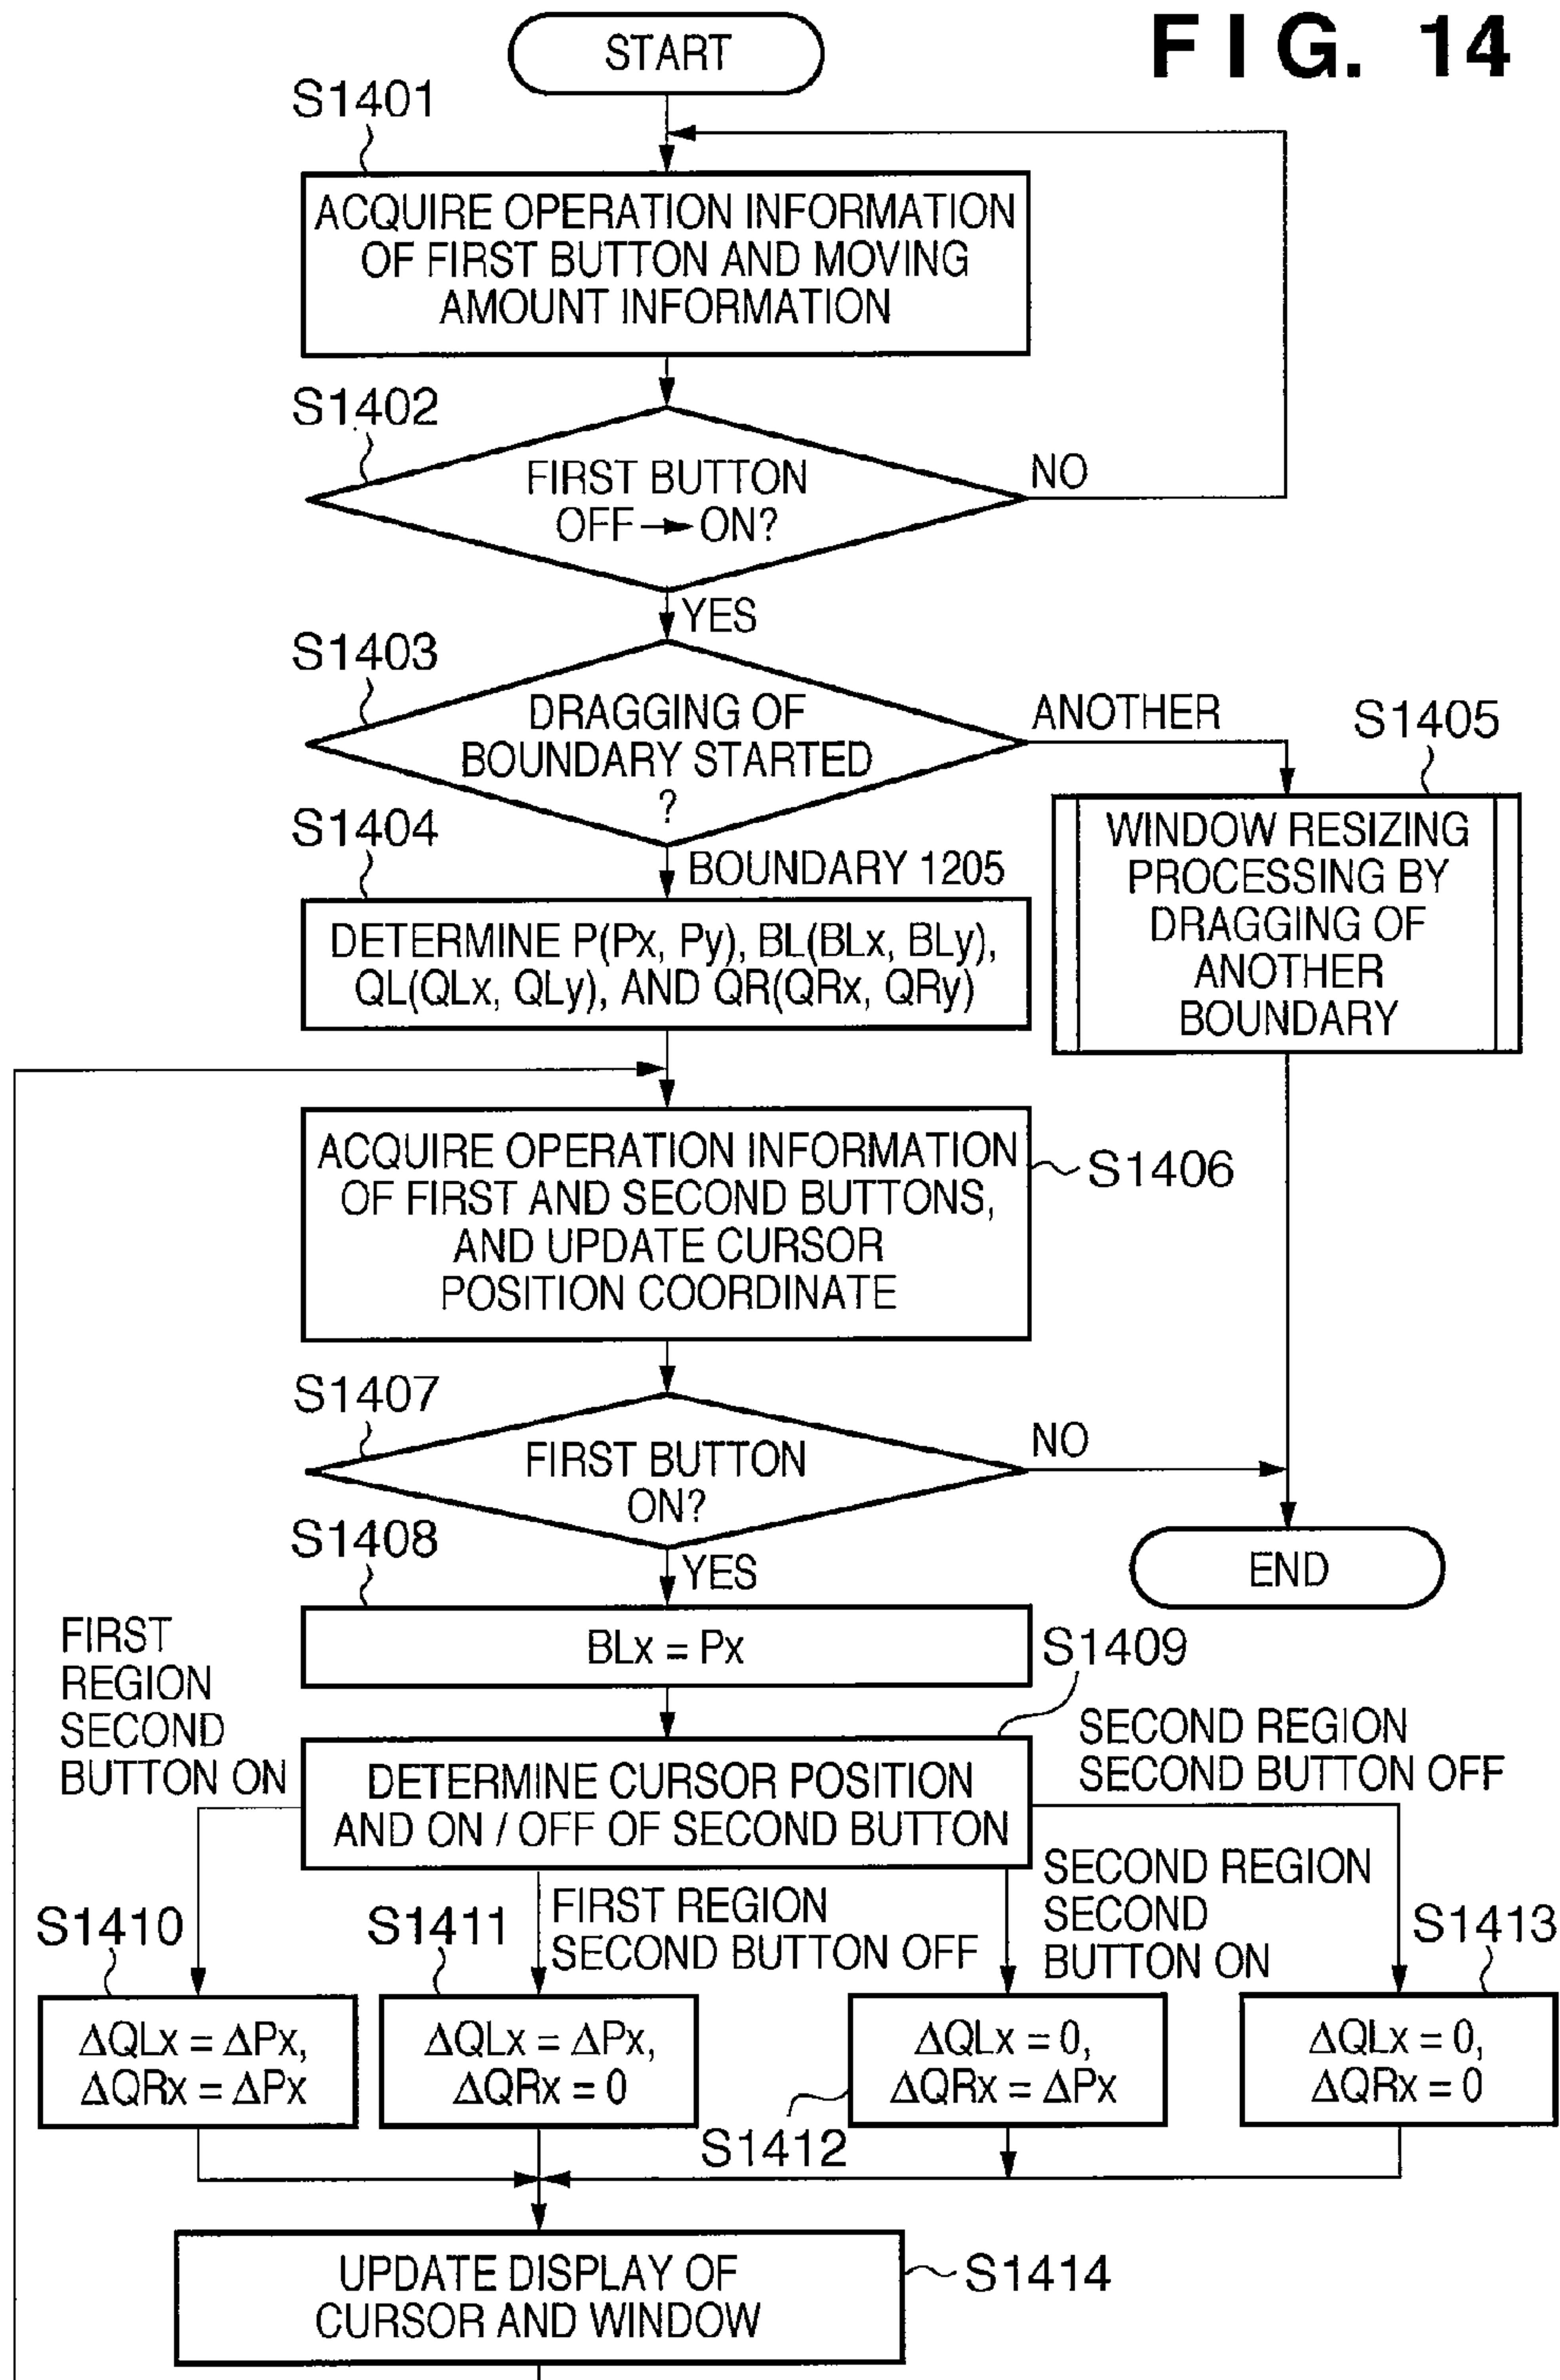 FIG. 14
START
S1401
ACQUIRE OPERATION INFORMATION
OF FIRST BUTTON AND MOVING
AMOUNT INFORMATION
S1402
FIRST BUTTON
OFF → ON?
NO
YES
S1403
DRAGGING OF
BOUNDARY STARTED
?
ANOTHER
S1405
WINDOW RESIZING
PROCESSING BY
DRAGGING OF
ANOTHER
BOUNDARY
S1404
BOUNDARY 1205
DETERMINE P(Px, Py), BL(BLx, BLy),
QL(QLx, QLy), AND QR(QRx, QRy)
ACQUIRE OPERATION INFORMATION
OF FIRST AND SECOND BUTTONS,
AND UPDATE CURSOR
POSITION COORDINATE
S1406
S1407
FIRST BUTTON
ON?
NO
END
S1408
YES
BLx = Px
S1409
FIRST
REGION
SECOND
BUTTON ON
DETERMINE CURSOR POSITION
AND ON / OFF OF SECOND BUTTON
SECOND REGION
SECOND BUTTON OFF
S1410
S1411
FIRST REGION
SECOND BUTTON OFF
SECOND REGION
SECOND
BUTTON ON
S1413
ΔQLx = ΔPx,
ΔQRx = ΔPx
ΔQLx = ΔPx,
ΔQRx = 0
ΔQLx = 0,
ΔQRx = ΔPx
ΔQLx = 0,
ΔQRx = 0
S1412
UPDATE DISPLAY OF
CURSOR AND WINDOW
S1414